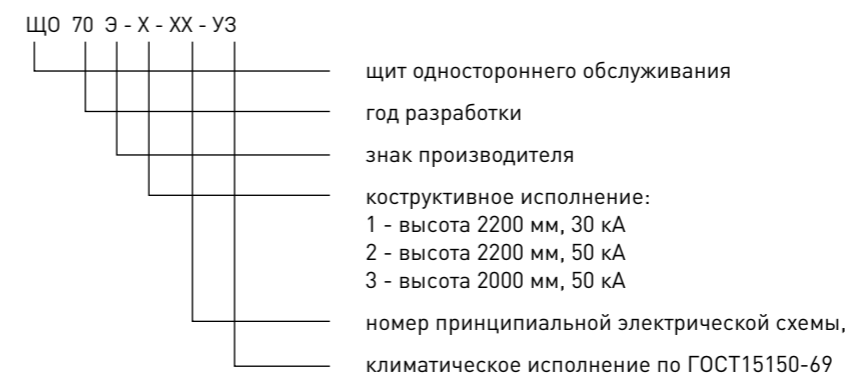 ЩО 70 Э - Х - ХХ - У3
щит одностороннего обслуживания
год разработки
знак производителя
коструктивное исполнение:
1 - высота 2200 мм, 30 кА
2 - высота 2200 мм, 50 кА
3 - высота 2000 мм, 50 кА
номер принципиальной электрической схемы,
климатическое исполнение по ГОСТ15150-69